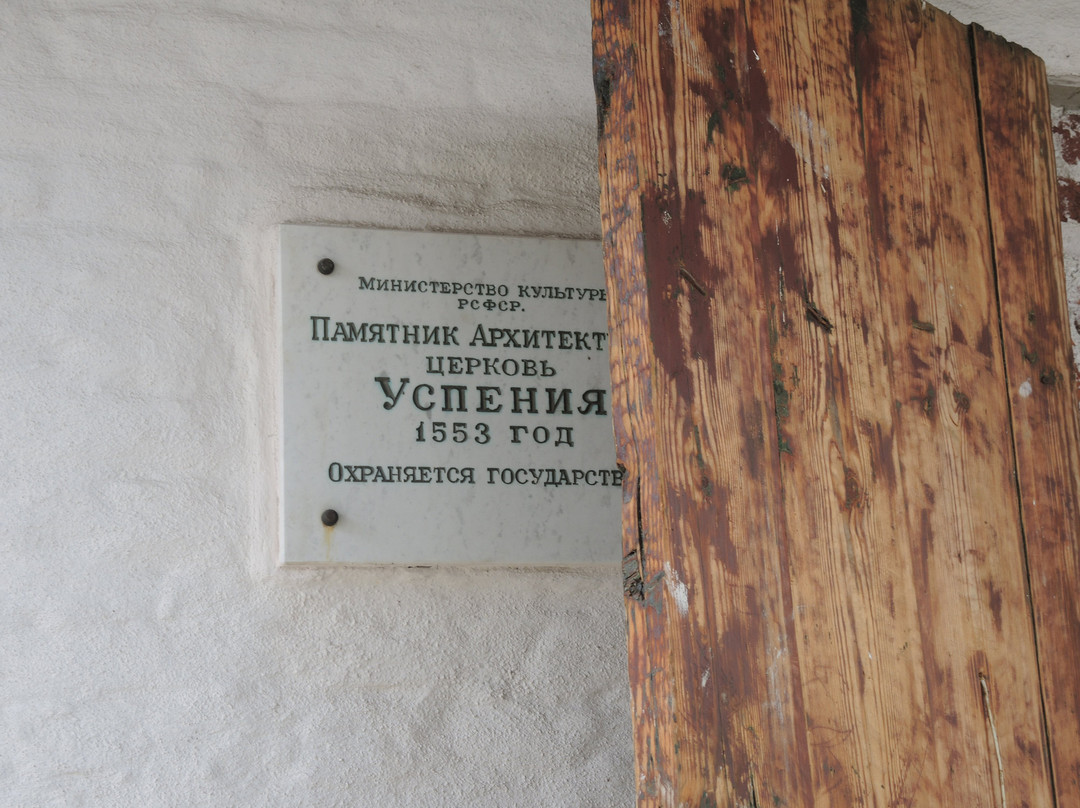 Министерство культуры
РСФСР.
Памятник Архитект
церковь
Успения
1553 год
Охраняется государств